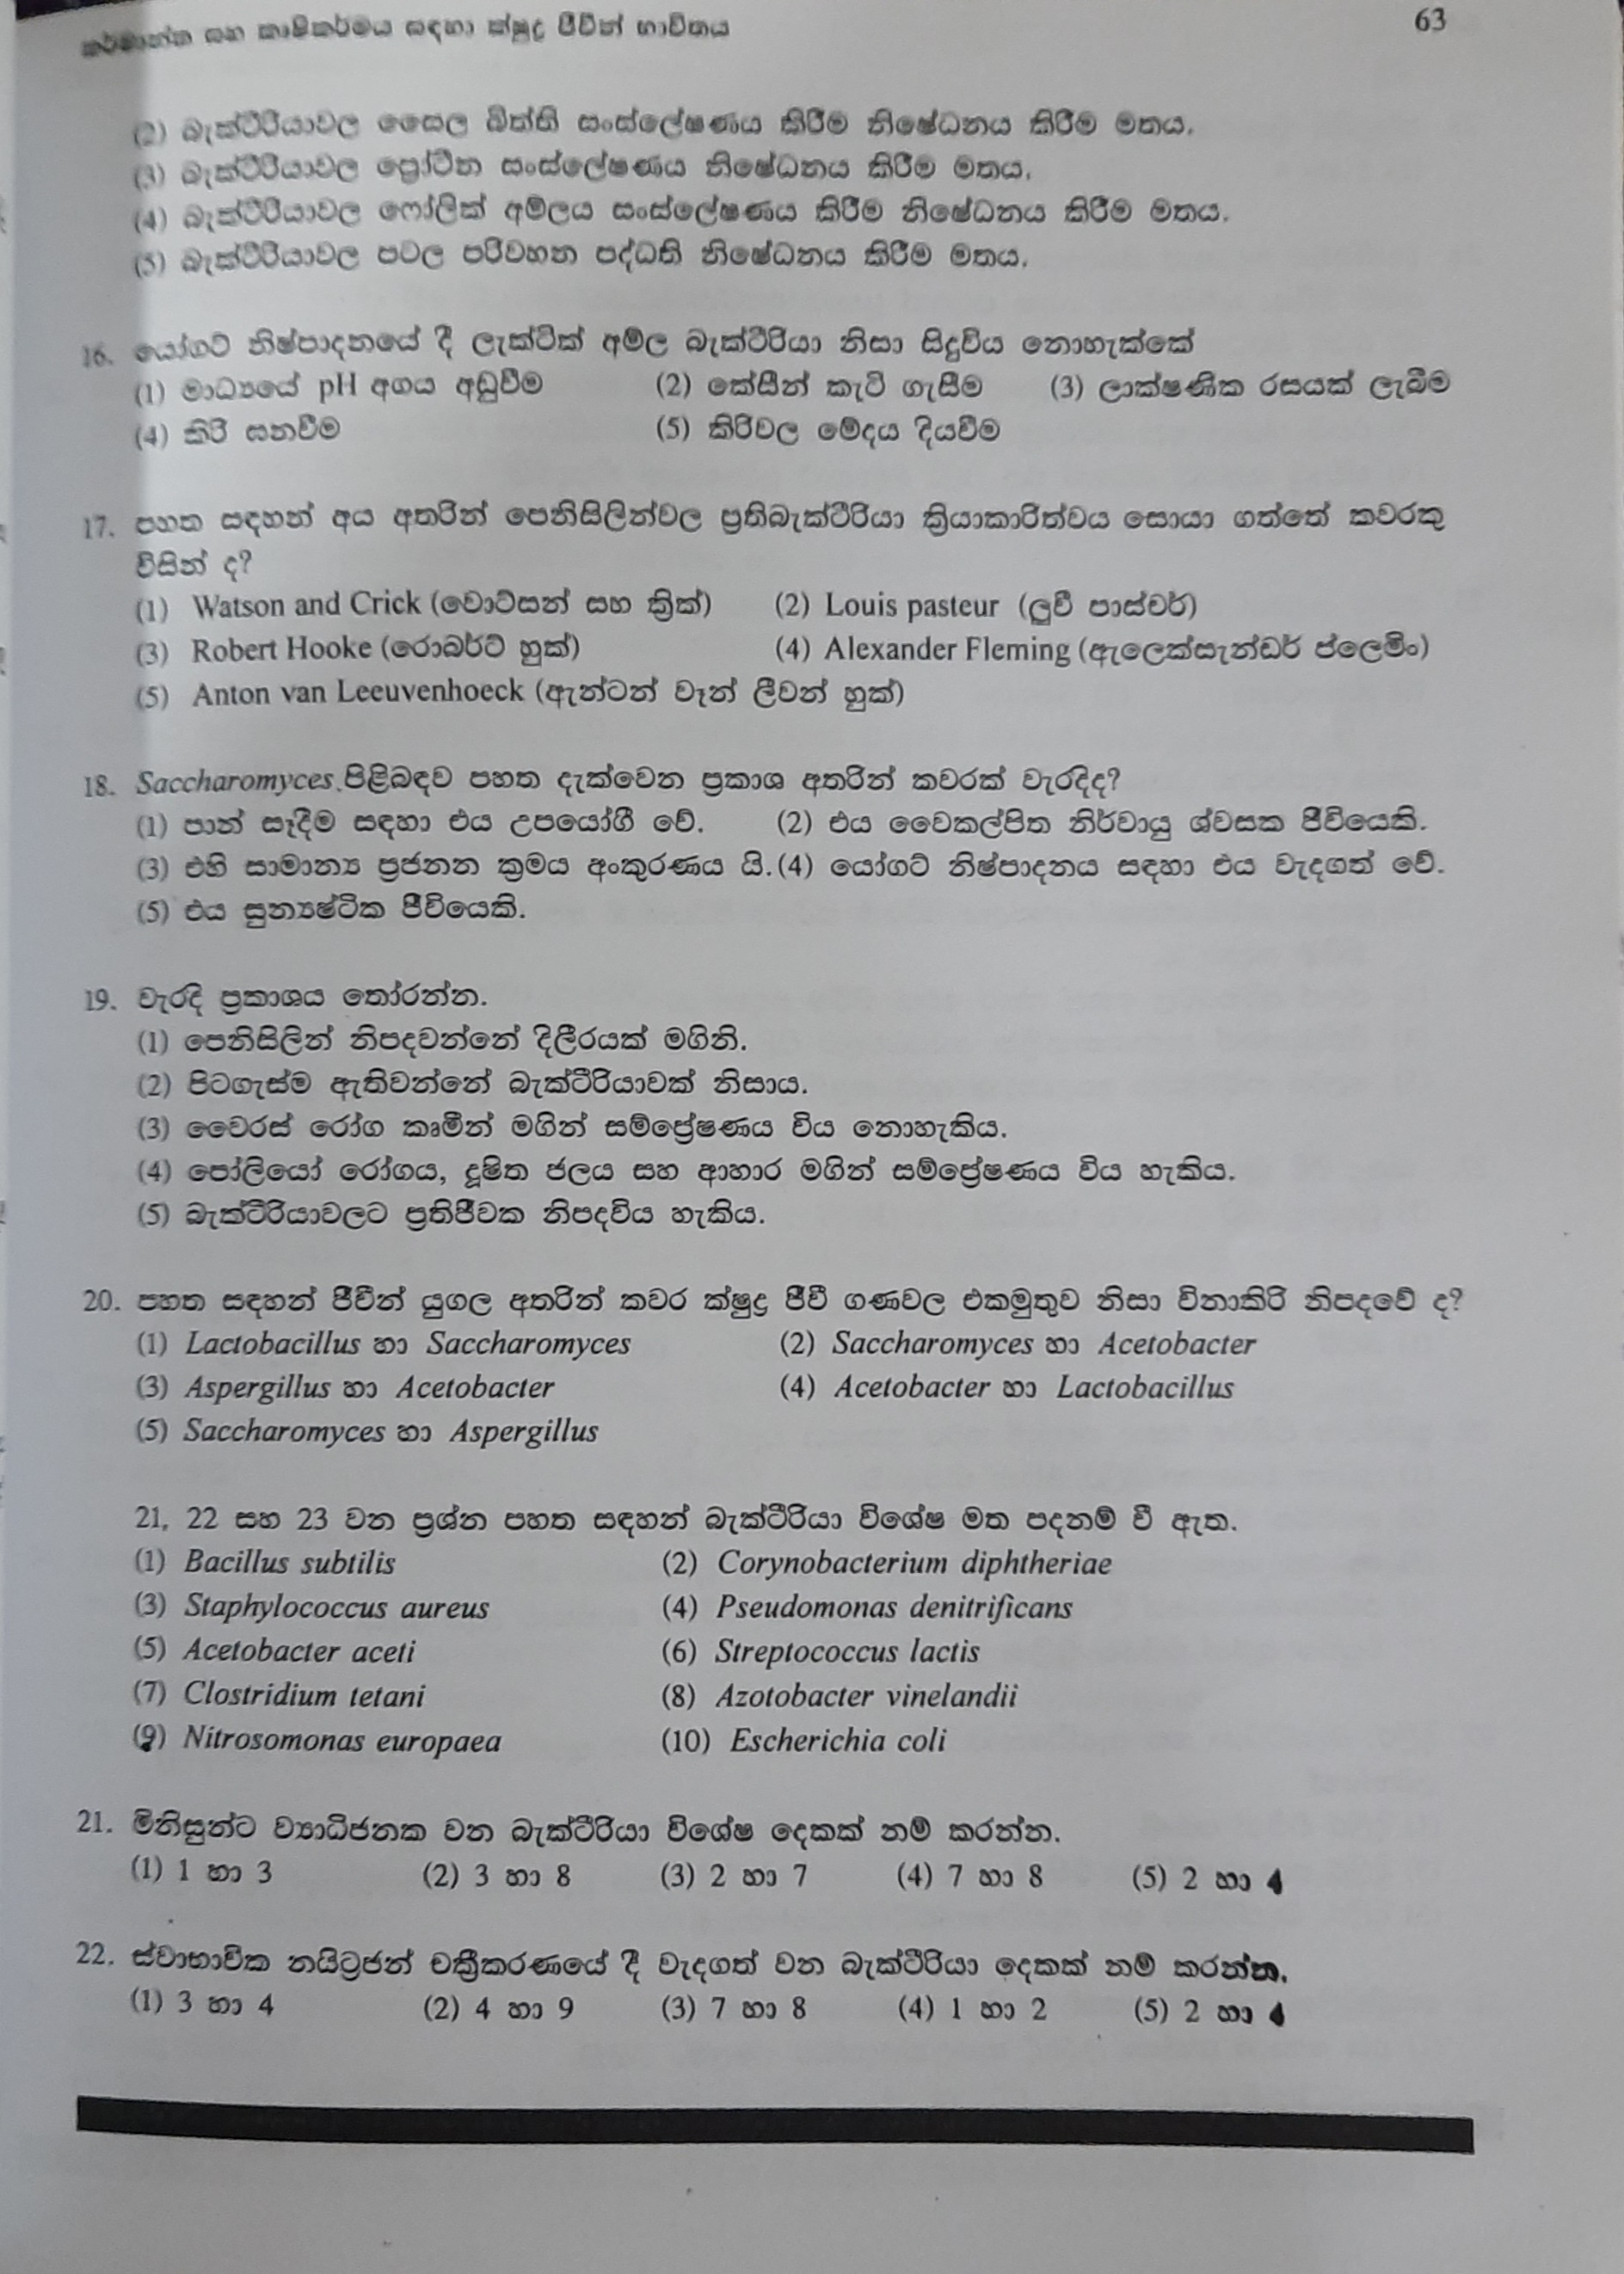 කර්මාන්ත සහ කෘෂිකර්මය සඳහා ක්ෂුද්‍ර ජීවීන් භාවිතය 63
(2) බැක්ටීරියාවල සෛල බිත්ති සංස්ලේෂණය කිරීම නිෂේධනය කිරීම මතය.
(3) බැක්ටීරියාවල ප්‍රෝටීන සංස්ලේෂණය නිෂේධනය කිරීම මතය.
(4) බැක්ටීරියාවල ෆෝලික් අම්ලය සංස්ලේෂණය කිරීම නිෂේධනය කිරීම මතය.
(5) බැක්ටීරියාවල පටල පරිවහන පද්ධති නිෂේධනය කිරීම මතය.
16. යෝගට් නිෂ්පාදනයේ දී ලැක්ටික් අම්ල බැක්ටීරියා නිසා සිදුවිය නොහැක්කේ
(1) මාධ්‍යයේ pH අගය අඩුවීම (2) කේසීන් කැටි ගැසීම (3) ලාක්ෂණික රසයක් ලැබීම
(4) කිරි ඝනවීම (5) කිරිවල මේදය දියවීම
17. පහත සඳහන් අය අතරින් පෙනිසිලින්වල ප්‍රතිබැක්ටීරියා ක්‍රියාකාරිත්වය සොයා ගත්තේ කවරකු
විසින් ද?
(1) Watson and Crick (වොට්සන් සහ ක්‍රික්) (2) Louis pasteur (ලුවී පාස්චර්)
(3) Robert Hooke (රොබර්ට් හුක්) (4) Alexander Fleming (ඇලෙක්සැන්ඩර් ප්ලෙමිං)
(5) Anton van Leeuvenhoeck (ඇන්ටන් වෑන් ලීවන් හුක්)
18. Saccharomyces පිළිබඳව පහත දැක්වෙන ප්‍රකාශ අතරින් කවරක් වැරදිද?
(1) පාන් සෑදීම සඳහා එය උපයෝගී වේ. (2) එය වෛකල්පිත නිර්වායු ශ්වසක ජීවියෙකි.
(3) එහි සාමාන්‍ය ප්‍රජනන ක්‍රමය අංකුරණය යි. (4) යෝගට් නිෂ්පාදනය සඳහා එය වැදගත් වේ.
(5) එය සුන්‍යෂ්ටික ජීවියෙකි.
19. වැරදි ප්‍රකාශය තෝරන්න.
(1) පෙනිසිලින් නිපදවන්නේ දිලීරයක් මගිනි.
(2) පිටගැස්ම ඇතිවන්නේ බැක්ටීරියාවක් නිසාය.
(3) වෛරස් රෝග කෘමීන් මගින් සම්ප්‍රේෂණය විය නොහැකිය.
(4) පෝලියෝ රෝගය, දූෂිත ජලය සහ ආහාර මගින් සම්ප්‍රේෂණය විය හැකිය.
(5) බැක්ටීරියාවලට ප්‍රතිජීවක නිපදවිය හැකිය.
20. පහත සඳහන් ජීවීන් යුගල අතරින් කවර ක්ෂුද්‍ර ජීවී ගණවල එකමුතුව නිසා විනාකිරි නිපදවේ ද?
(1) Lactobacillus හා Saccharomyces (2) Saccharomyces හා Acetobacter
(3) Aspergillus හා Acetobacter (4) Acetobacter හා Lactobacillus
(5) Saccharomyces හා Aspergillus
21, 22 සහ 23 වන ප්‍රශ්න පහත සඳහන් බැක්ටීරියා විශේෂ මත පදනම් වී ඇත.
(1) Bacillus subtilis (2) Corynobacterium diphtheriae
(3) Staphylococcus aureus (4) Pseudomonas denitrificans
(5) Acetobacter aceti (6) Streptococcus lactis
(7) Clostridium tetani (8) Azotobacter vinelandii
(9) Nitrosomonas europaea (10) Escherichia coli
21. මිනිසුන්ට ව්‍යාධිජනක වන බැක්ටීරියා විශේෂ දෙකක් නම් කරන්න.
(1) 1 හා 3 (2) 3 හා 8 (3) 2 හා 7 (4) 7 හා 8 (5) 2 හා 4
22. ස්වාභාවික නයිට්‍රජන් චක්‍රීකරණයේ දී වැදගත් වන බැක්ටීරියා දෙකක් නම් කරන්න.
(1) 3 හා 4 (2) 4 හා 9 (3) 7 හා 8 (4) 1 හා 2 (5) 2 හා 4